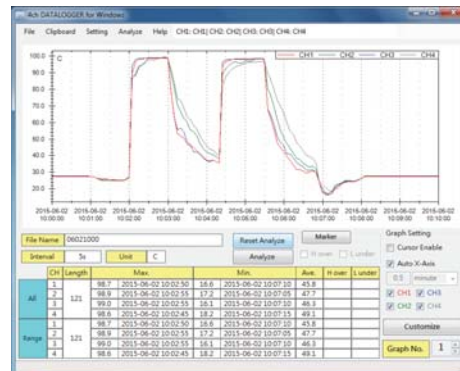 4ch DATALOGGER for Windows
File Clipboard Setting Analyze Help CH1: CH1| CH2: CH2| CH3: CH3| CH4: CH4
100.0 C CH1 CH2 CH3 CH4
90.0
80.0
70.0
60.0
50.0
40.0
30.0
20.0
2015-06-02 2015-06-02 2015-06-02 2015-06-02 2015-06-02 2015-06-02 2015-06-02 2015-06-02 2015-06-02 2015-06-02 2015-06-02
10:00:00 10:01:00 10:02:00 10:03:00 10:04:00 10:05:00 10:06:00 10:07:00 10:08:00 10:09:00 10:10:00
File Name 06021000 Reset Analyze Marker Graph Setting
Cursor Enable
Interval 5s Unit C Analyze H over L under Auto X-Axis
0.5 minute
CH1 CH3
CH2 CH4
Customize
Graph No. 1
CH Length Max. Min. Ave. H over L under
All 121
1 98.7 2015-06-02 10:02:50 16.6 2015-06-02 10:07:10 45.8
2 98.9 2015-06-02 10:02:55 17.2 2015-06-02 10:07:05 47.7
3 99.0 2015-06-02 10:02:55 16.1 2015-06-02 10:07:10 46.3
4 98.6 2015-06-02 10:02:45 18.2 2015-06-02 10:07:15 49.1
Range 121
1 98.7 2015-06-02 10:02:50 16.6 2015-06-02 10:07:10 45.8
2 98.9 2015-06-02 10:02:55 17.2 2015-06-02 10:07:05 47.7
3 99.0 2015-06-02 10:02:55 16.1 2015-06-02 10:07:10 46.3
4 98.6 2015-06-02 10:02:45 18.2 2015-06-02 10:07:15 49.1